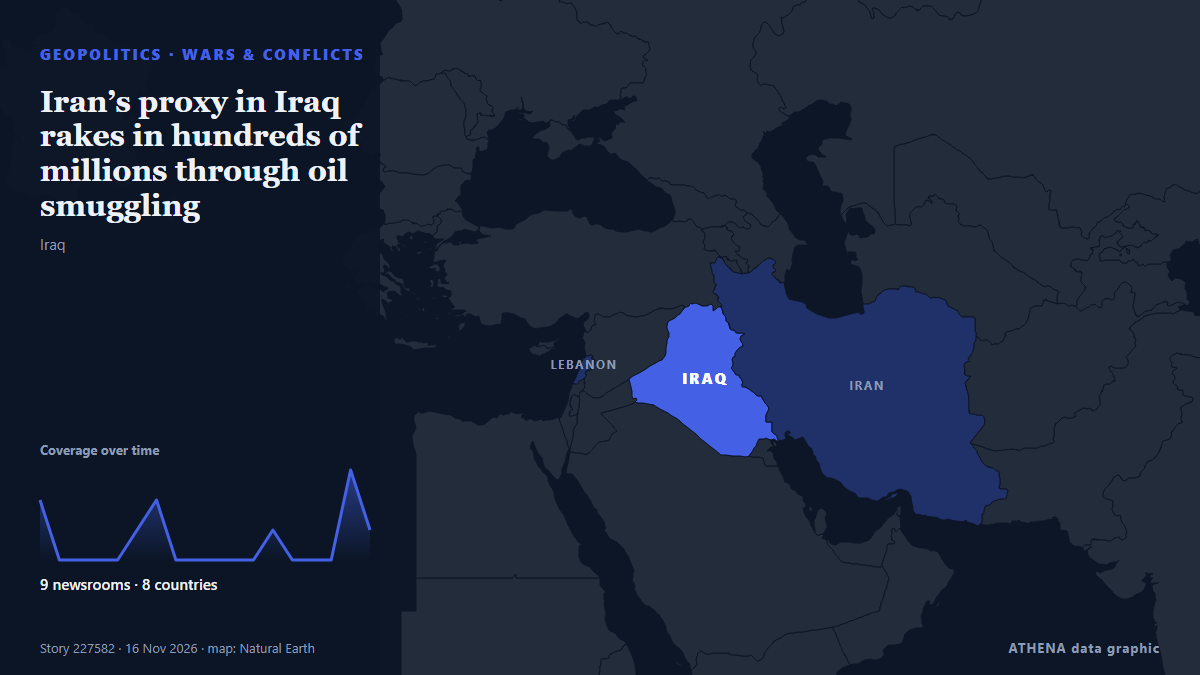 GEOPOLITICS · WARS & CONFLICTS
Iran’s proxy in Iraq
rakes in hundreds of
millions through oil
smuggling
Iraq
LEBANON
IRAQ
IRAN
Coverage over time
9 newsrooms · 8 countries
Story 227582 · 16 Nov 2026 · map: Natural Earth
ATHENA data graphic